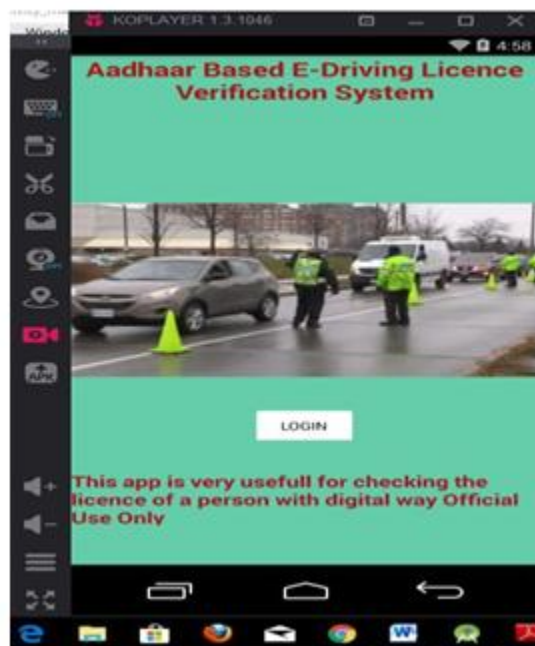 KOPLAYER 1.3.1046
4:58
Aadhaar Based E-Driving Licence
Verification System
LOGIN
This app is very usefull for checking the
licence of a person with digital way Official
Use Only
APK